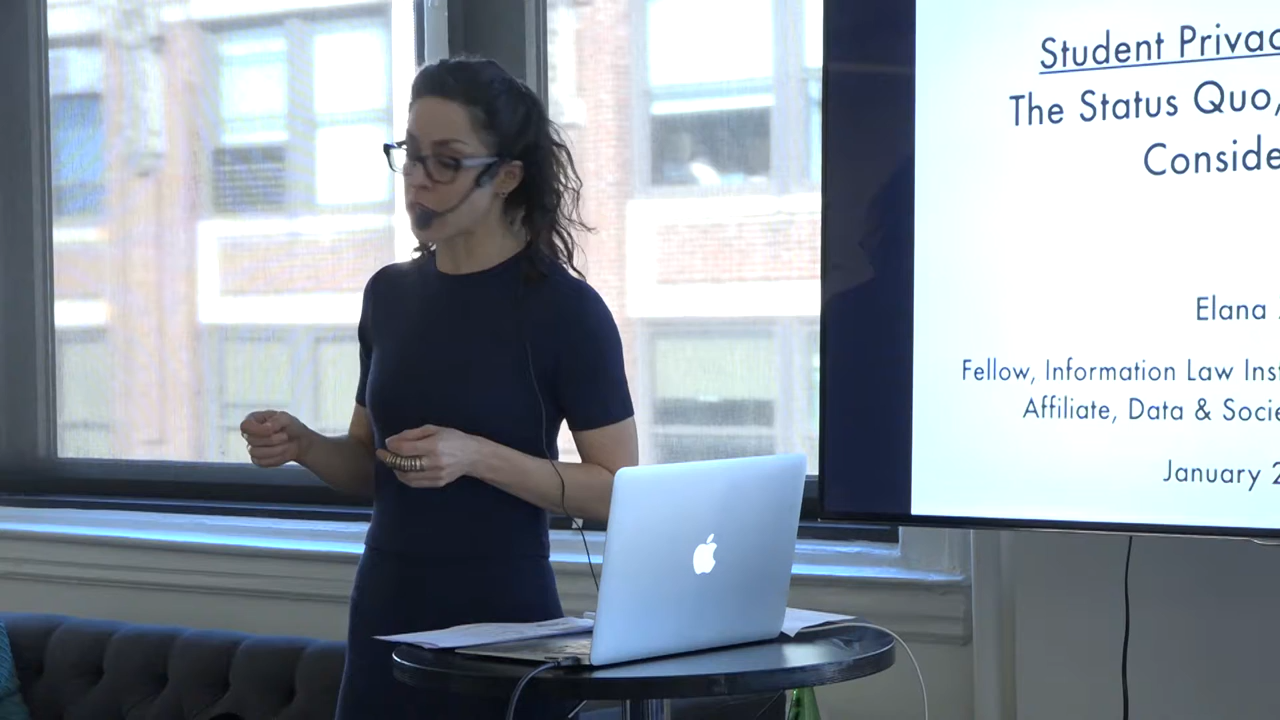 Student Privac
The Status Quo,
Conside
Elana
Fellow, Information Law Inst
Affiliate, Data & Socie
January 2